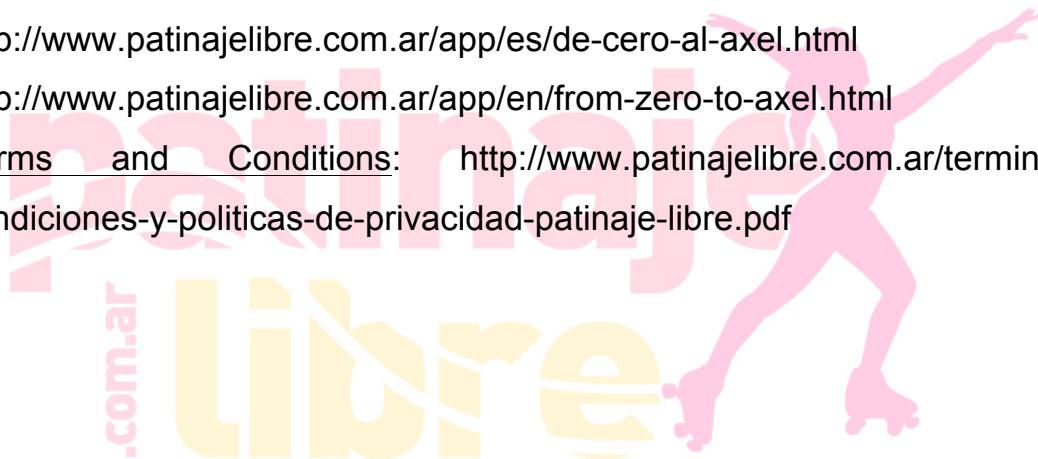 p://www.patinajelibre.com.ar/app/es/de-cero-al-axel.html
p://www.patinajelibre.com.ar/app/en/from-zero-to-axel.html
rms and Conditions: http://www.patinajelibre.com.ar/termin
ndiciones-y-politicas-de-privacidad-patinaje-libre.pdf
patinaje
libre
.com.ar